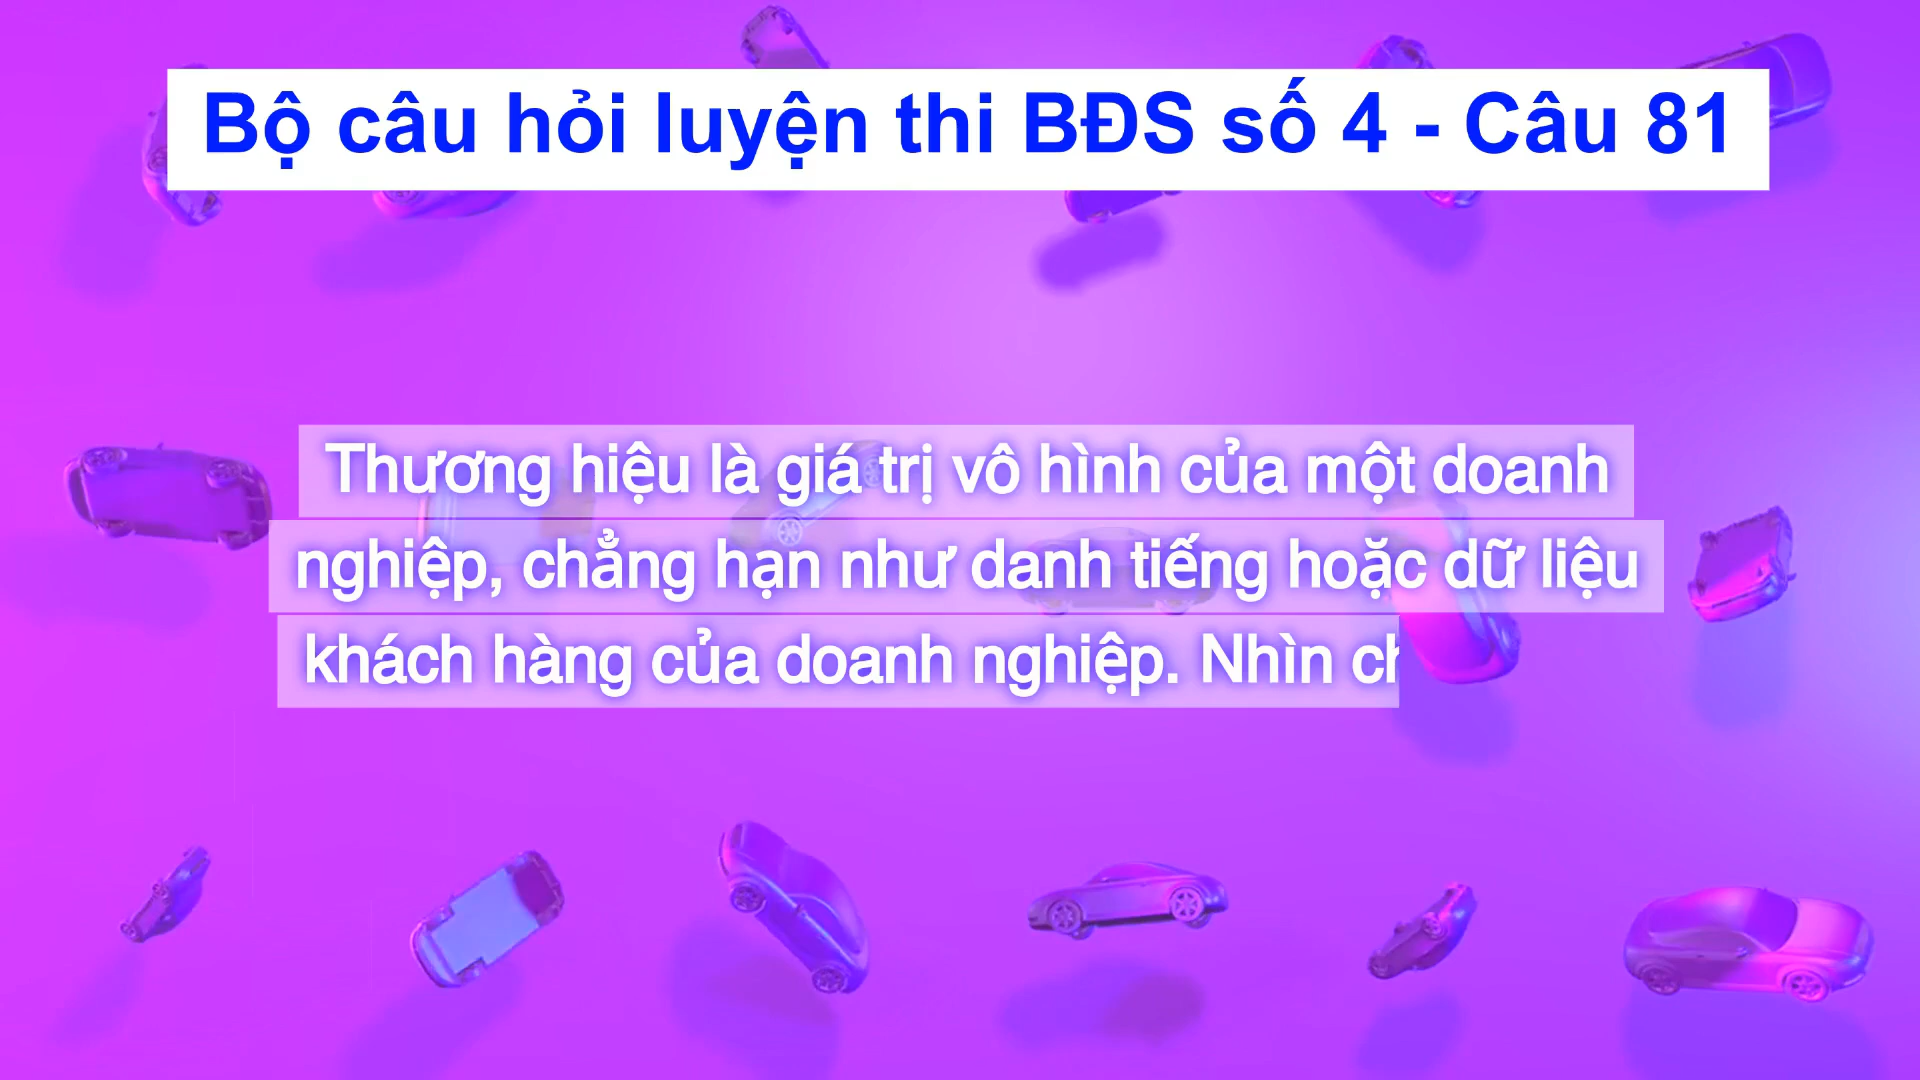 Bộ câu hỏi luyện thi BĐS số 4 - Câu 81
Thương hiệu là giá trị vô hình của một doanh
nghiệp, chẳng hạn như danh tiếng hoặc dữ liệu
khách hàng của doanh nghiệp. Nhìn